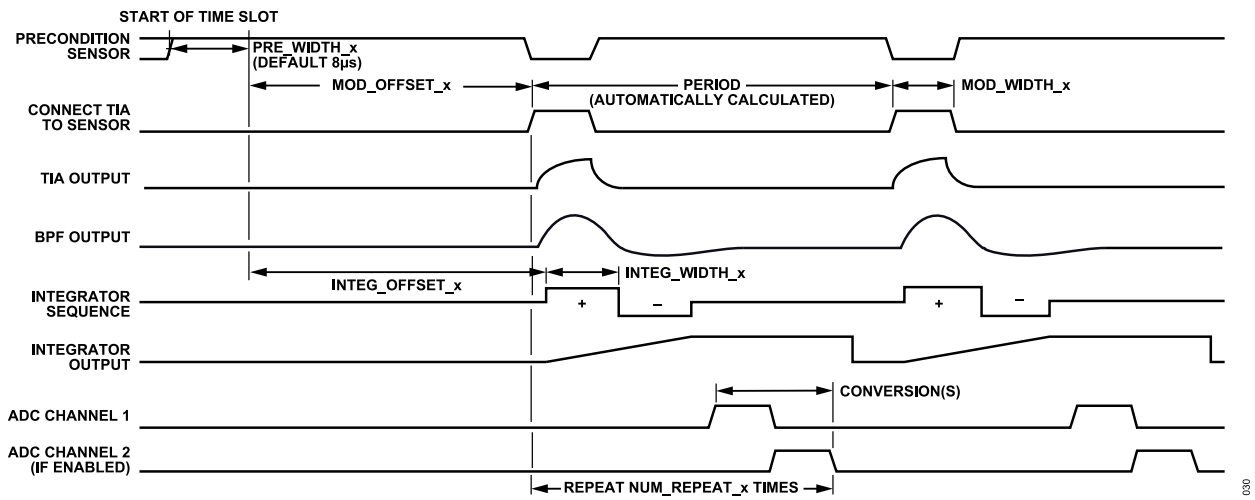 START OF TIME SLOT
PRECONDITION
SENSOR
PRE_WIDTH_x
(DEFAULT 8µs)
MOD_OFFSET_x
PERIOD
(AUTOMATICALLY CALCULATED)
MOD_WIDTH_x
CONNECT TIA
TO SENSOR
TIA OUTPUT
BPF OUTPUT
INTEG_OFFSET_x
INTEG_WIDTH_x
INTEGRATOR
SEQUENCE
+
–
+
–
INTEGRATOR
OUTPUT
CONVERSION(S)
ADC CHANNEL 1
ADC CHANNEL 2
(IF ENABLED)
REPEAT NUM_REPEAT_x TIMES
030